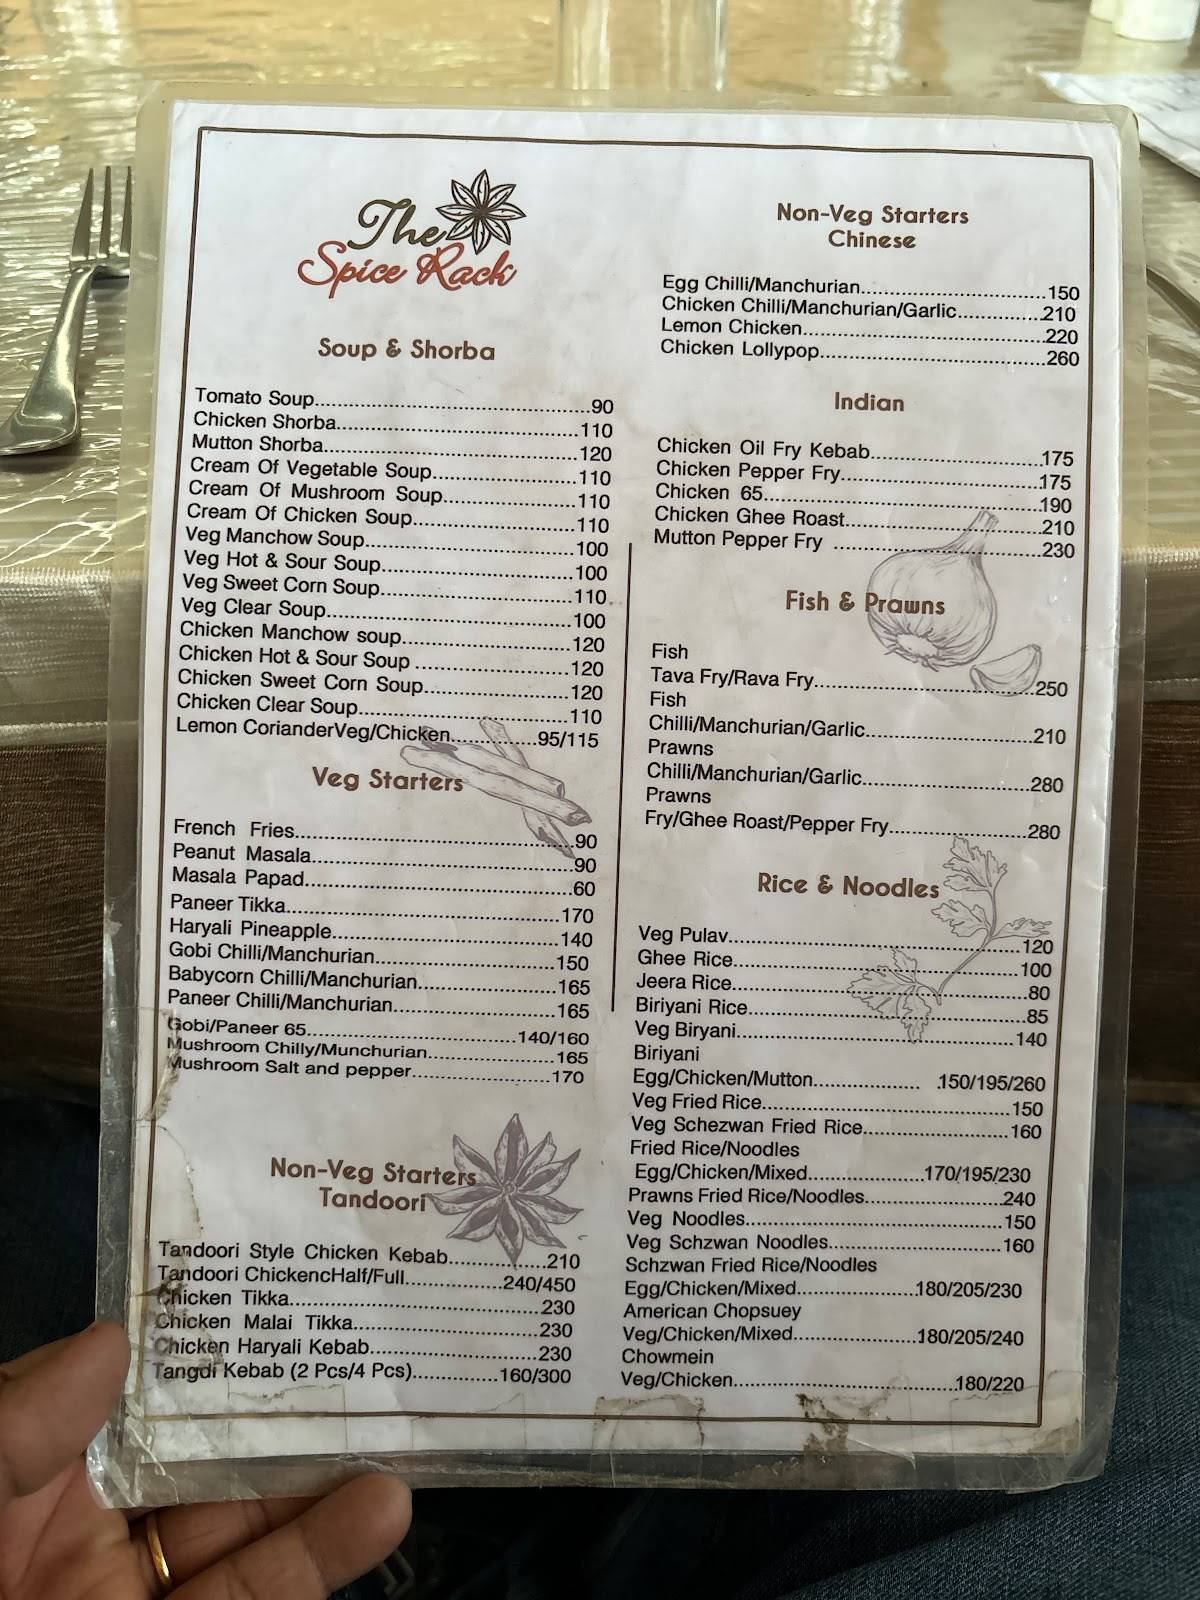 The
Spice Rack
Soup & Shorba
Tomato Soup....................90
Chicken Shorba....................110
Mutton Shorba....................120
Cream Of Vegetable Soup....................110
Cream Of Mushroom Soup....................110
Cream Of Chicken Soup....................110
Veg Manchow Soup....................100
Veg Hot & Sour Soup....................100
Veg Sweet Corn Soup....................110
Veg Clear Soup....................100
Chicken Manchow soup....................120
Chicken Hot & Sour Soup ....................120
Chicken Sweet Corn Soup....................120
Chicken Clear Soup....................110
Lemon CorianderVeg/Chicken..............95/115
Veg Starters
French Fries....................90
Peanut Masala....................90
Masala Papad....................60
Paneer Tikka....................170
Haryali Pineapple....................140
Gobi Chilli/Manchurian....................150
Babycorn Chilli/Manchurian....................165
Paneer Chilli/Manchurian....................165
Gobi/Paneer 65....................140/160
Mushroom Chilly/Munchurian....................165
Mushroom Salt and pepper....................170
Non-Veg Starters
Tandoori
Tandoori Style Chicken Kebab................210
Tandoori ChickencHalf/Full...............240/450
Chicken Tikka....................230
Chicken Malai Tikka....................230
Chicken Haryali Kebab....................230
Tangdi Kebab (2 Pcs/4 Pcs).............160/300
Non-Veg Starters
Chinese
Egg Chilli/Manchurian....................150
Chicken Chilli/Manchurian/Garlic..............210
Lemon Chicken....................220
Chicken Lollypop....................260
Indian
Chicken Oil Fry Kebab....................175
Chicken Pepper Fry....................175
Chicken 65....................190
Chicken Ghee Roast....................210
Mutton Pepper Fry ....................230
Fish & Prawns
Fish
Tava Fry/Rava Fry....................250
Fish
Chilli/Manchurian/Garlic....................210
Prawns
Chilli/Manchurian/Garlic....................280
Prawns
Fry/Ghee Roast/Pepper Fry....................280
Rice & Noodles
Veg Pulav....................120
Ghee Rice....................100
Jeera Rice....................80
Biriyani Rice....................85
Veg Biryani....................140
Biriyani
Egg/Chicken/Mutton.................. .150/195/260
Veg Fried Rice....................150
Veg Schezwan Fried Rice....................160
Fried Rice/Noodles
Egg/Chicken/Mixed....................170/195/230
Prawns Fried Rice/Noodles....................240
Veg Noodles....................150
Veg Schzwan Noodles....................160
Schzwan Fried Rice/Noodles
Egg/Chicken/Mixed....................180/205/230
American Chopsuey
Veg/Chicken/Mixed....................180/205/240
Chowmein
Veg/Chicken....................180/220